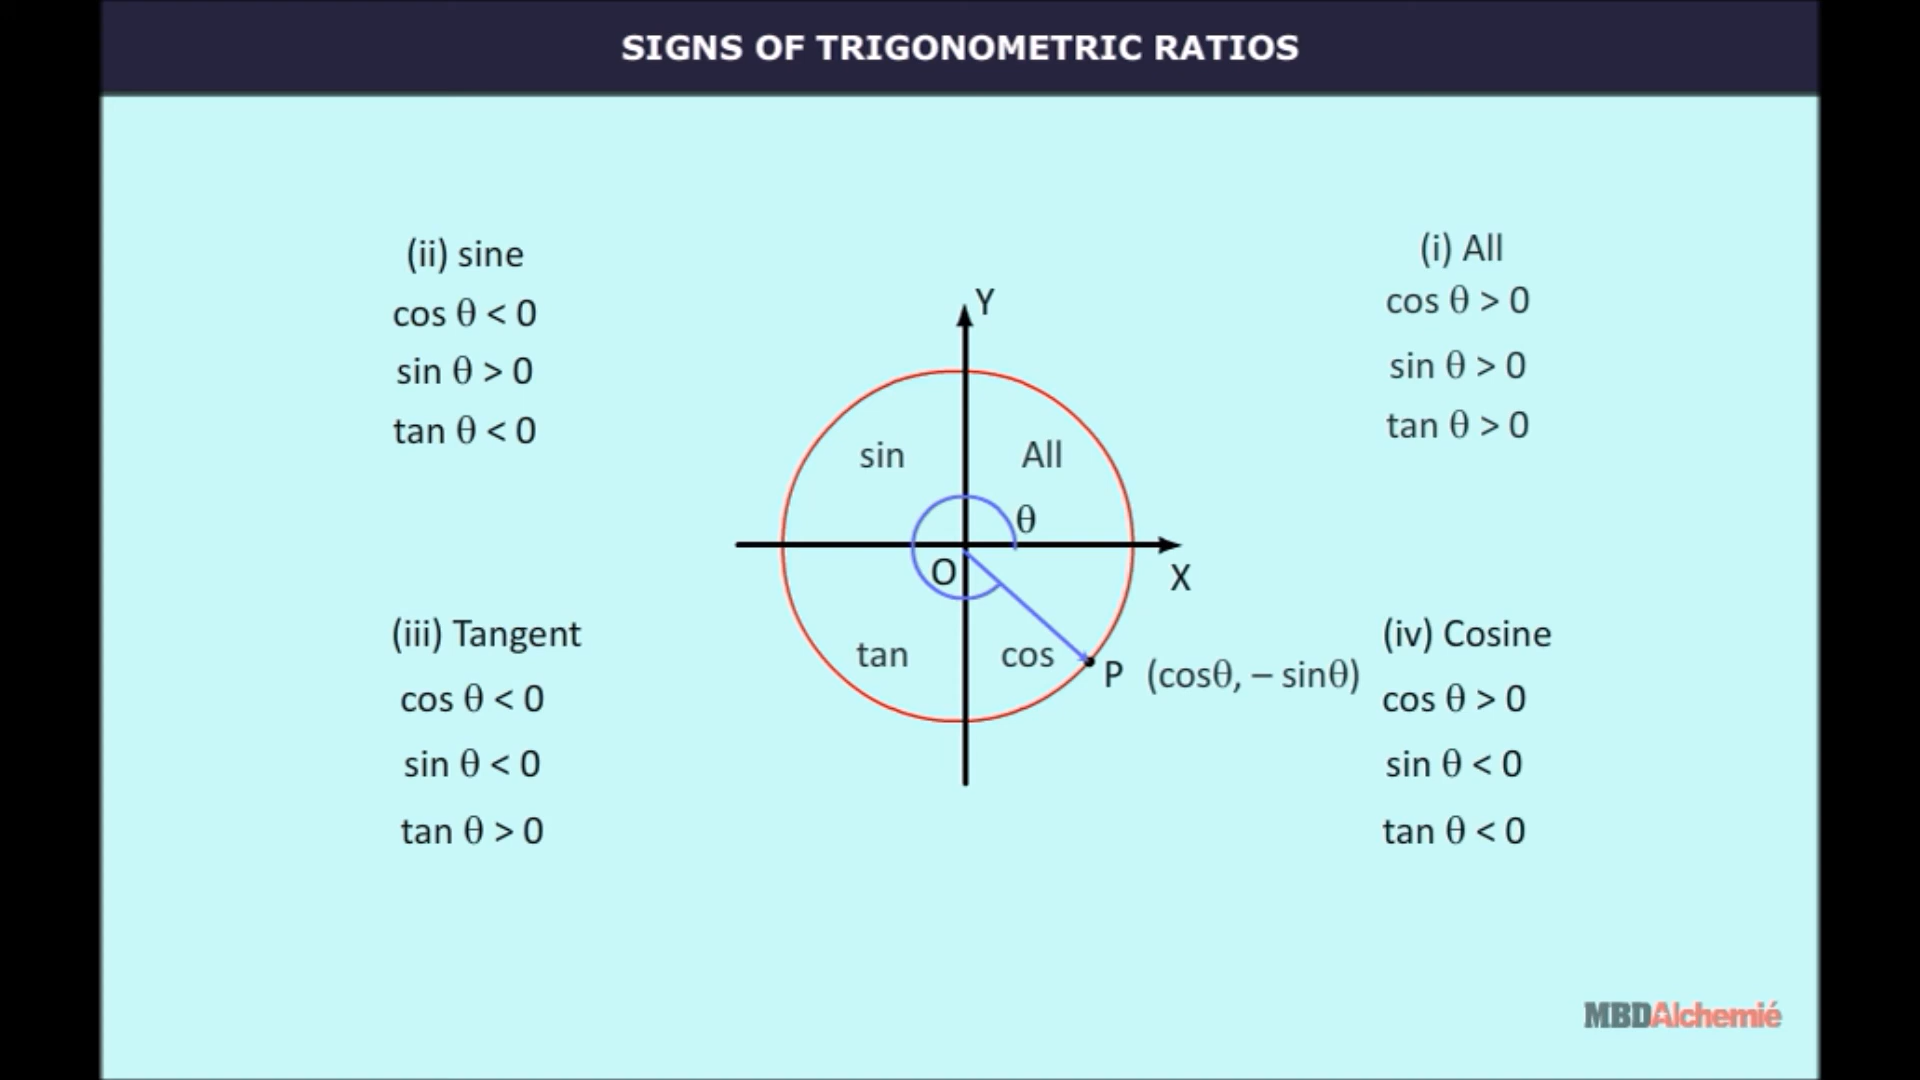 SIGNS OF TRIGONOMETRIC RATIOS
(ii) sine
cos θ < 0
sin θ > 0
tan θ < 0
(i) All
cos θ > 0
sin θ > 0
tan θ > 0
Y
sin
All
θ
O
X
tan
cos
P (cosθ, – sinθ)
(iii) Tangent
cos θ < 0
sin θ < 0
tan θ > 0
(iv) Cosine
cos θ > 0
sin θ < 0
tan θ < 0
MBDAlchemié